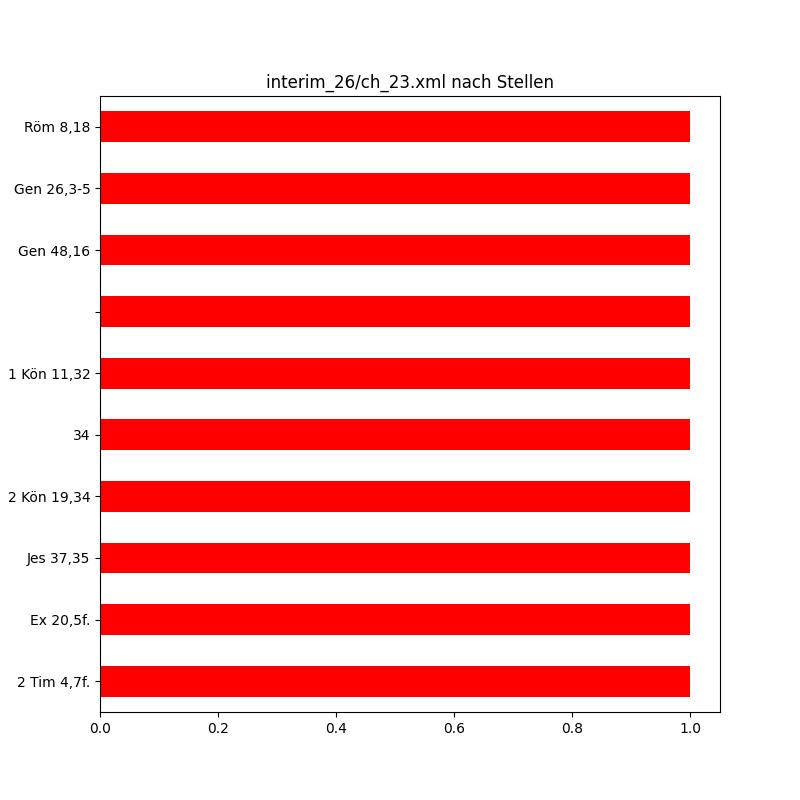 interim_26/ch_23.xml nach Stellen
Röm 8,18
Gen 26,3-5
Gen 48,16
1 Kön 11,32
34
2 Kön 19,34
Jes 37,35
Ex 20,5f.
2 Tim 4,7f.
0.0 0.2 0.4 0.6 0.8 1.0